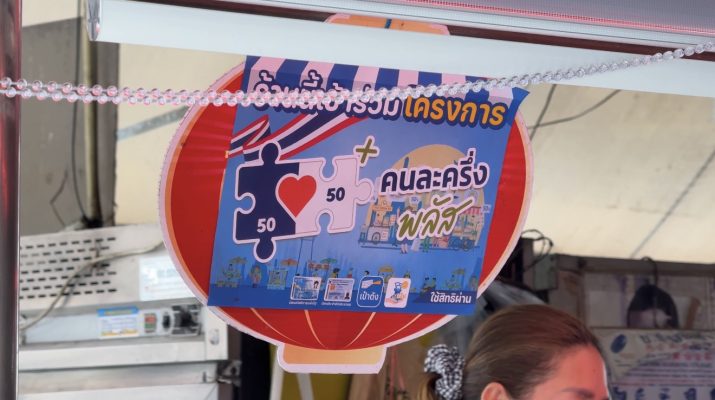 ร้านนี้เข้าร่วมโครงการ
คนละครึ่ง
พลัส
50
50
เป๋าตัง
ใช้สิทธิผ่าน